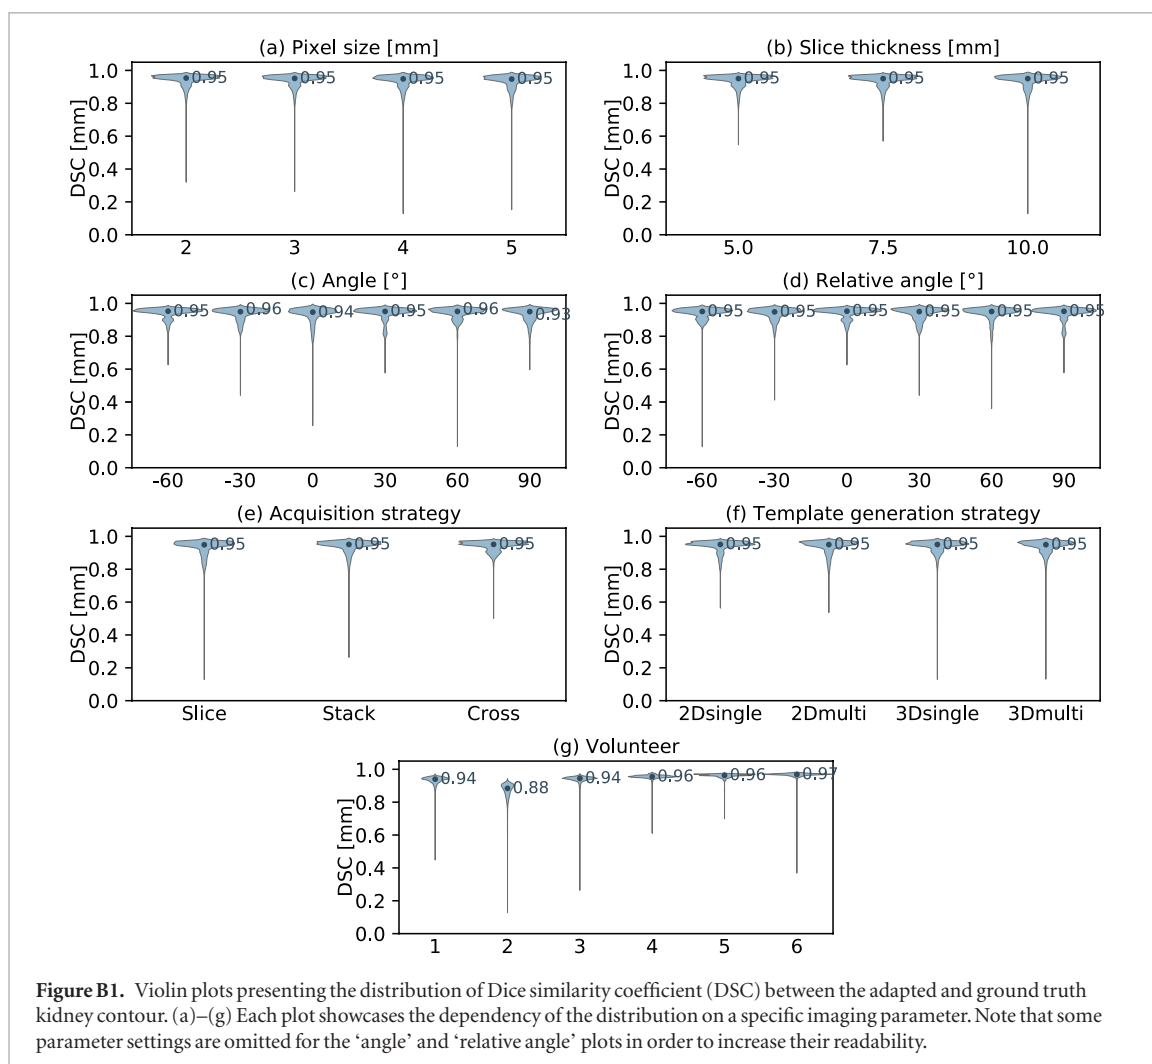 (a) Pixel size [mm]
DSC [mm]
1.0
0.8
0.6
0.4
0.2
0.0
0.95 0.95 0.95 0.95
2 3 4 5
(b) Slice thickness [mm]
DSC [mm]
1.0
0.8
0.6
0.4
0.2
0.0
0.95 0.95 0.95
5.0 7.5 10.0
(c) Angle [°]
DSC [mm]
1.0
0.8
0.6
0.4
0.2
0.0
0.95 0.96 0.94 0.95 0.96 0.93
-60 -30 0 30 60 90
(d) Relative angle [°]
DSC [mm]
1.0
0.8
0.6
0.4
0.2
0.0
0.95 0.95 0.95 0.95 0.95 0.95
-60 -30 0 30 60 90
(e) Acquisition strategy
DSC [mm]
1.0
0.8
0.6
0.4
0.2
0.0
0.95 0.95 0.95
Slice Stack Cross
(f) Template generation strategy
DSC [mm]
1.0
0.8
0.6
0.4
0.2
0.0
0.95 0.95 0.95 0.95
2Dsingle 2Dmulti 3Dsingle 3Dmulti
(g) Volunteer
DSC [mm]
1.0
0.8
0.6
0.4
0.2
0.0
0.94 0.88 0.94 0.96 0.96 0.97
1 2 3 4 5 6
Figure B1. Violin plots presenting the distribution of Dice similarity coefficient (DSC) between the adapted and ground truth
kidney contour. (a)–(g) Each plot showcases the dependency of the distribution on a specific imaging parameter. Note that some
parameter settings are omitted for the ‘angle’ and ‘relative angle’ plots in order to increase their readability.